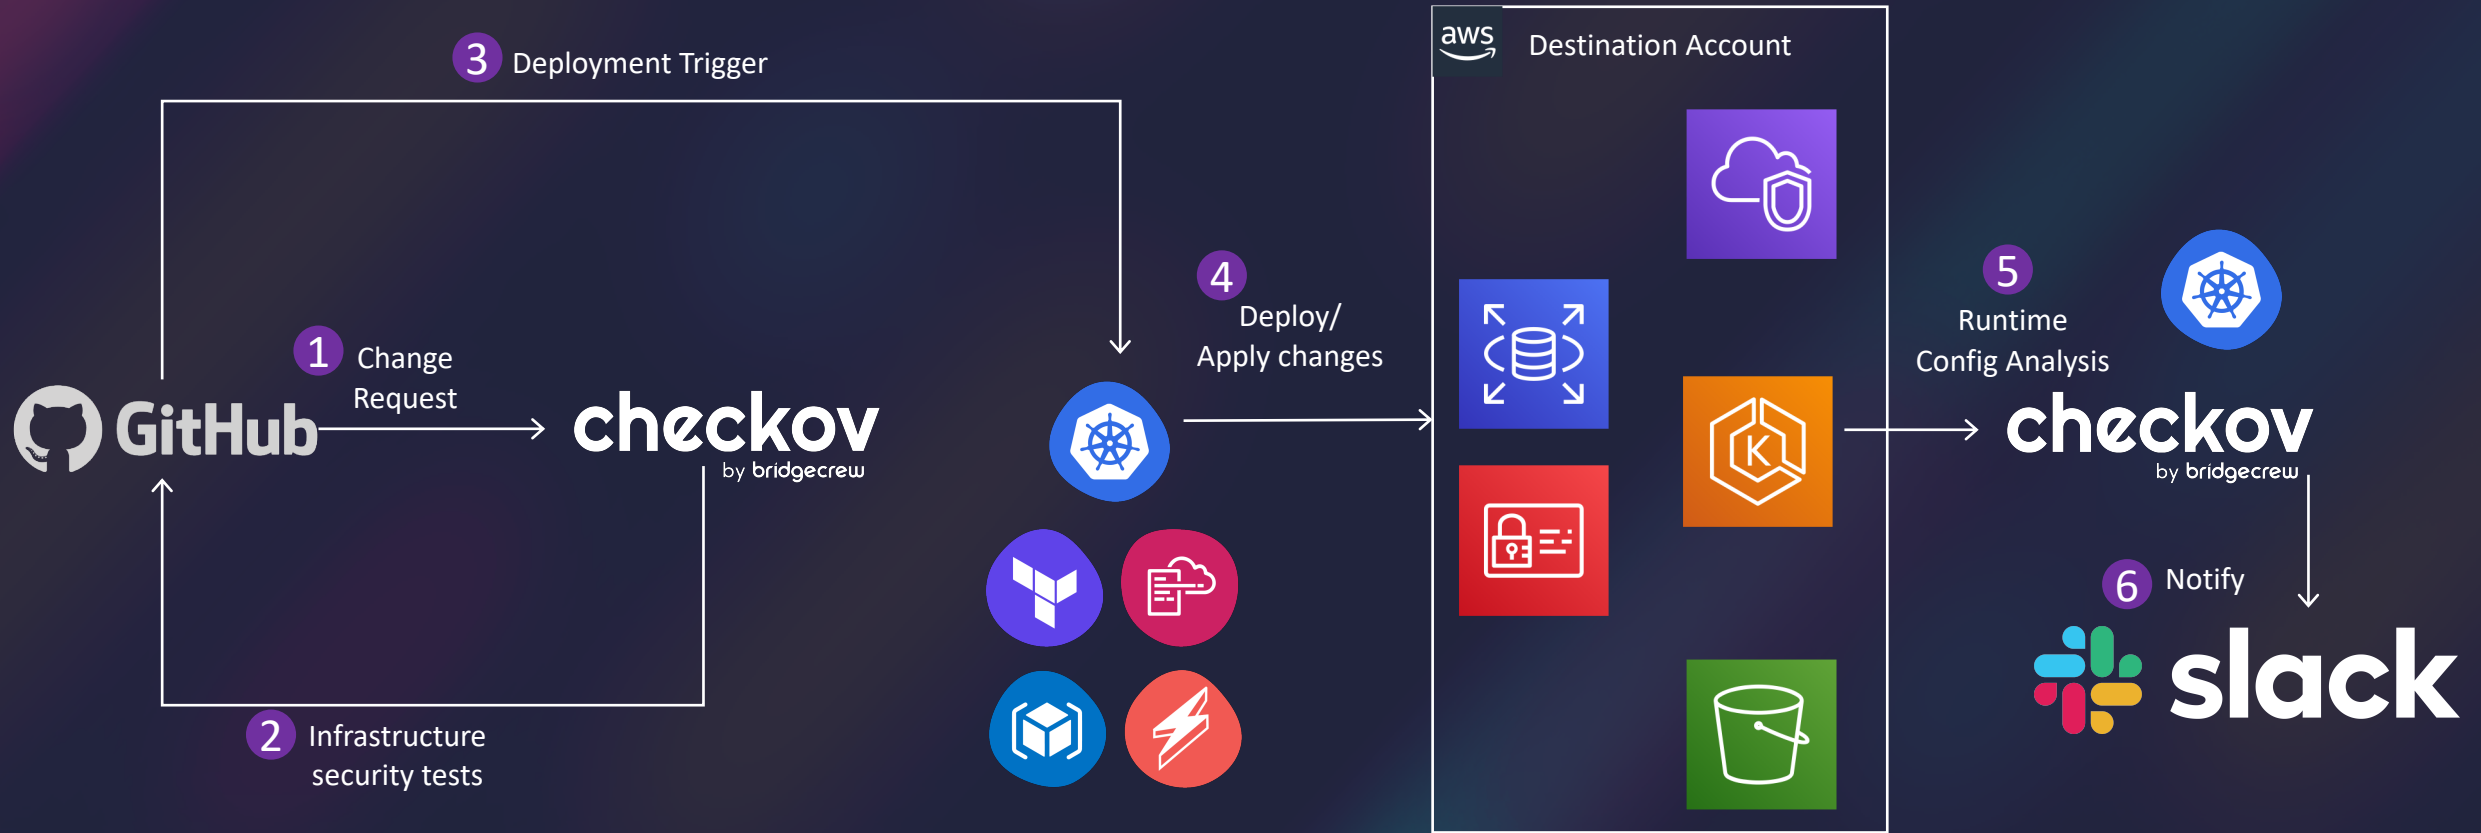 3 Deployment Trigger
aws Destination Account
1 Change
Request
GitHub
checkov
by bridgecrew
2 Infrastructure
security tests
4
Deploy/
Apply changes
K
5
Runtime
Config Analysis
checkov
by bridgecrew
6 Notify
slack